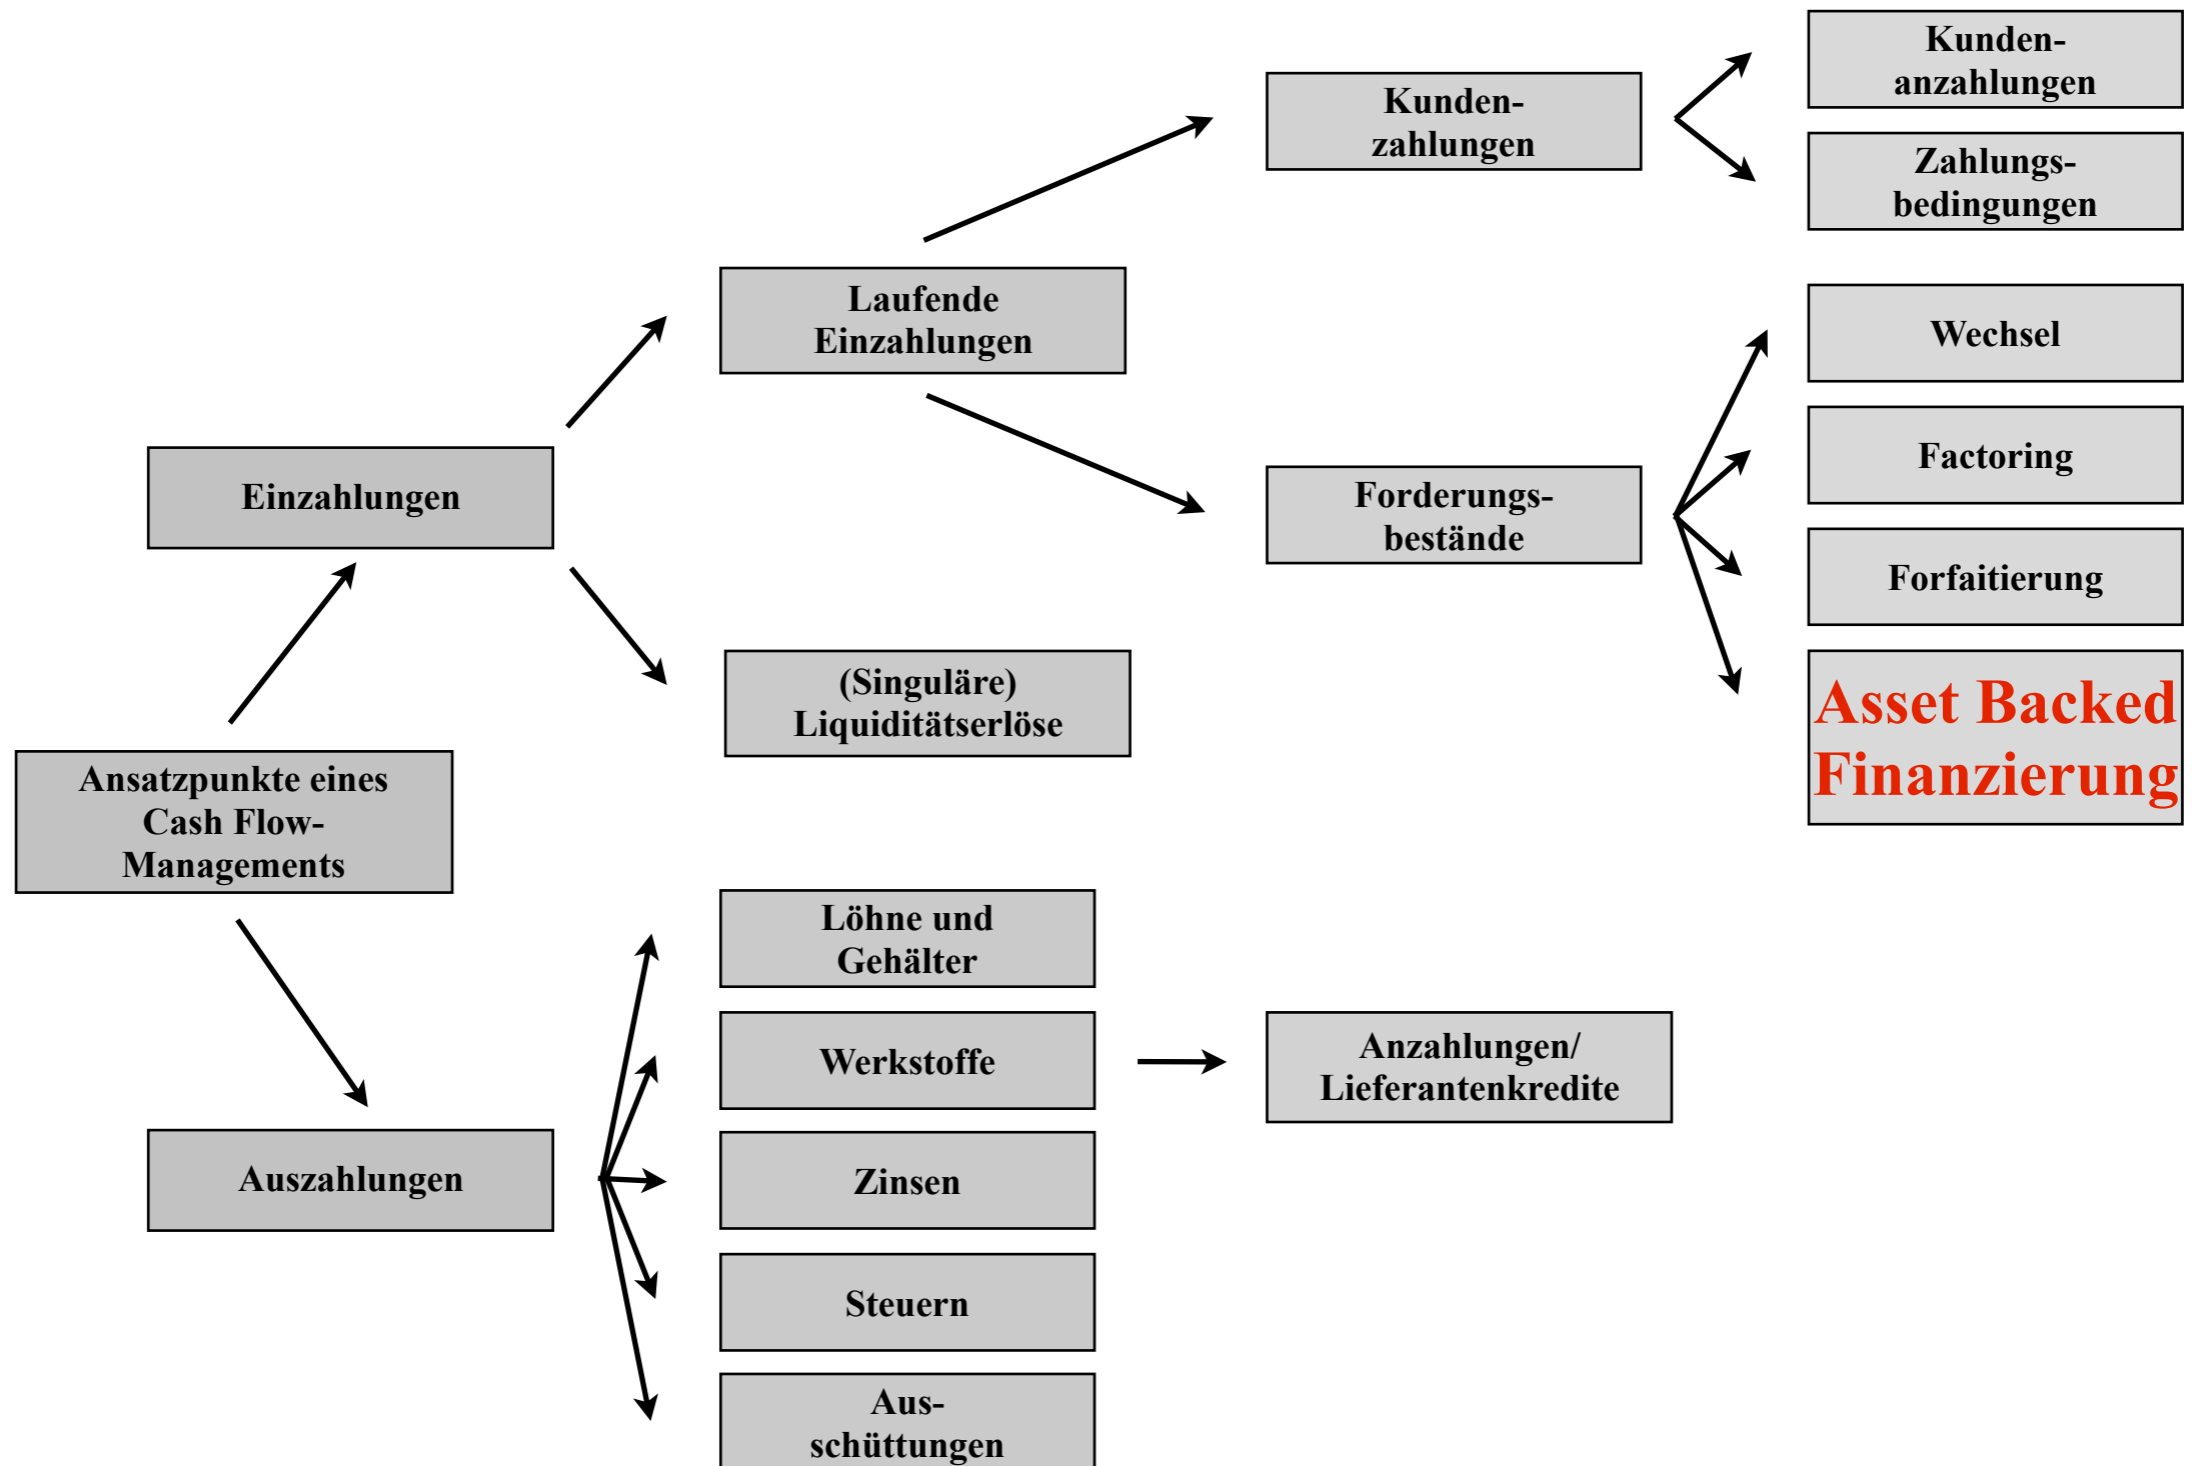 Kunden-
anzahlungen
Kunden-
zahlungen
Zahlungs-
bedingungen
Laufende
Einzahlungen
Wechsel
Factoring
Einzahlungen
Forderungs-
bestände
Forfaitierung
(Singuläre)
Liquiditätserlöse
Asset Backed
Finanzierung
Ansatzpunkte eines
Cash Flow-
Managements
Löhne und
Gehälter
Werkstoffe
Anzahlungen/
Lieferantenkredite
Auszahlungen
Zinsen
Steuern
Aus-
schüttungen